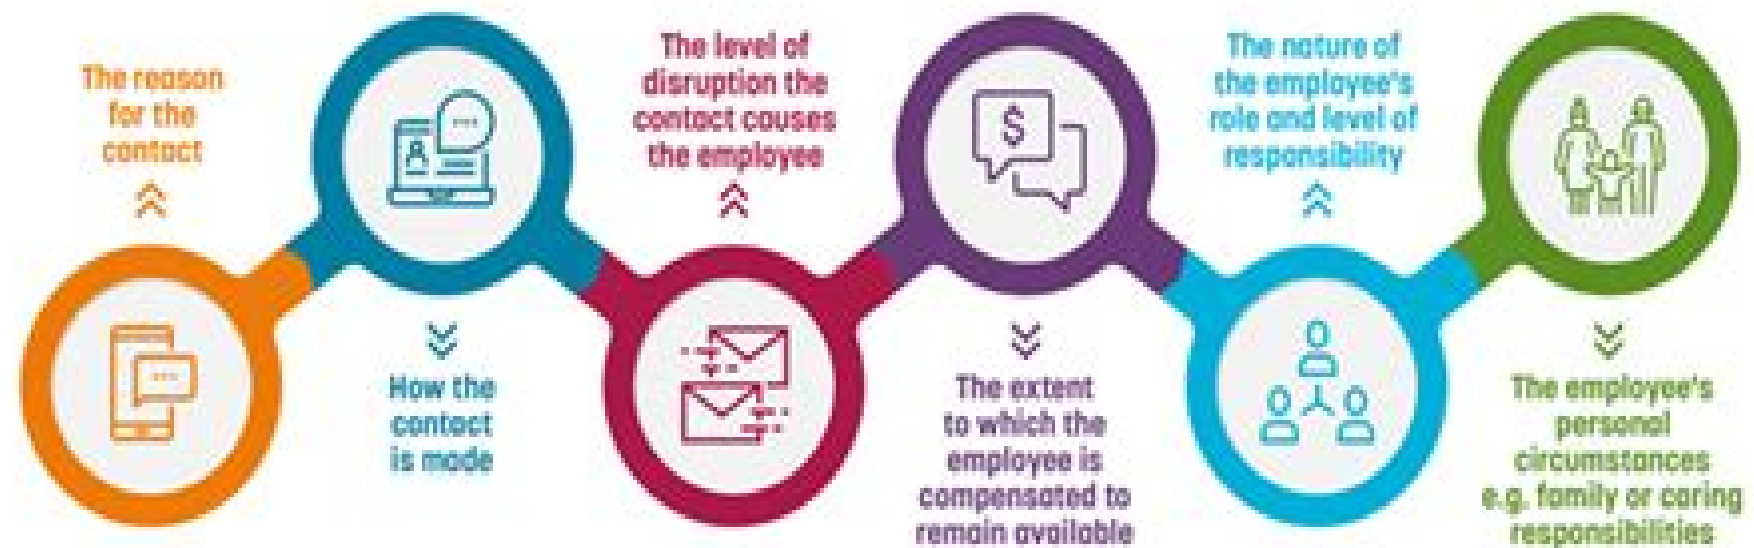 The reason
for the
contact
How the
contact
is made
The level of
disruption the
contact causes
the employee
$
The extent
to which the
employee is
compensated to
remain available
The nature of
the employee's
role and level of
responsibility
The employee's
personal
circumstances
e.g. family or caring
responsibilities